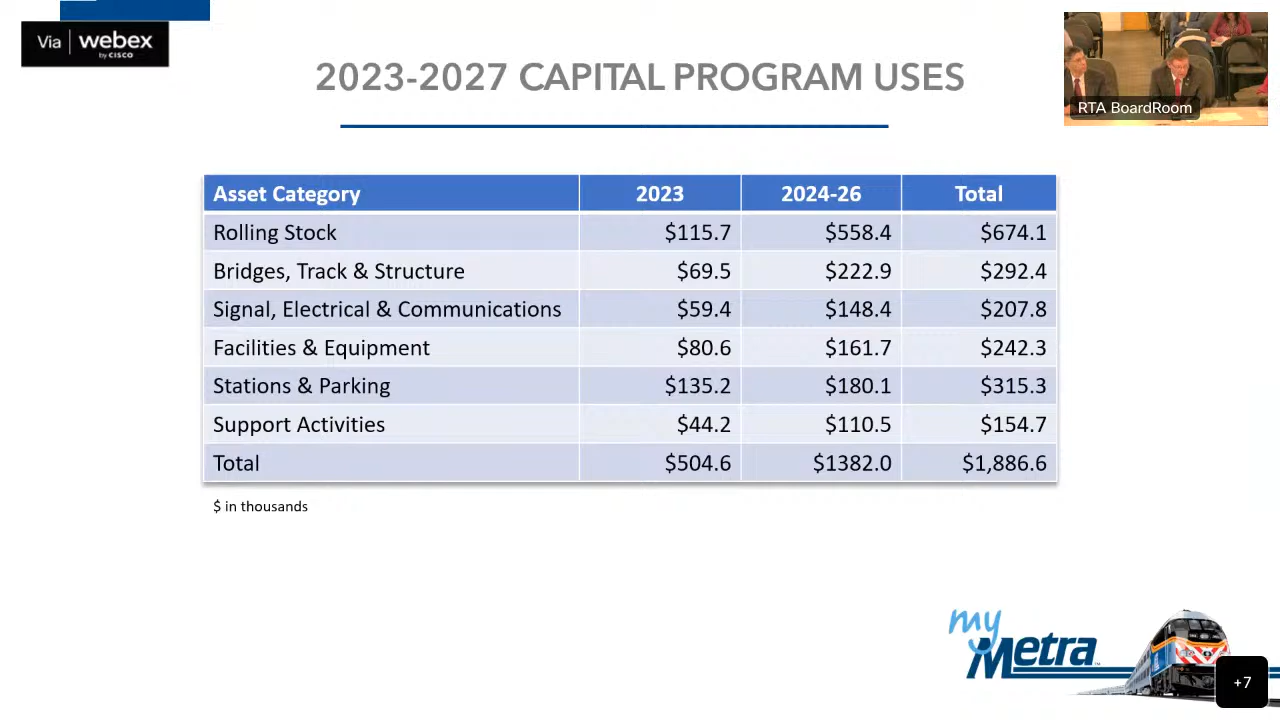 Via webex
by CISCO
2023-2027 CAPITAL PROGRAM USES
RTA BoardRoom
Asset Category 2023 2024-26 Total
Rolling Stock $115.7 $558.4 $674.1
Bridges, Track & Structure $69.5 $222.9 $292.4
Signal, Electrical & Communications $59.4 $148.4 $207.8
Facilities & Equipment $80.6 $161.7 $242.3
Stations & Parking $135.2 $180.1 $315.3
Support Activities $44.2 $110.5 $154.7
Total $504.6 $1382.0 $1,886.6
$ in thousands
my
Metra
+7